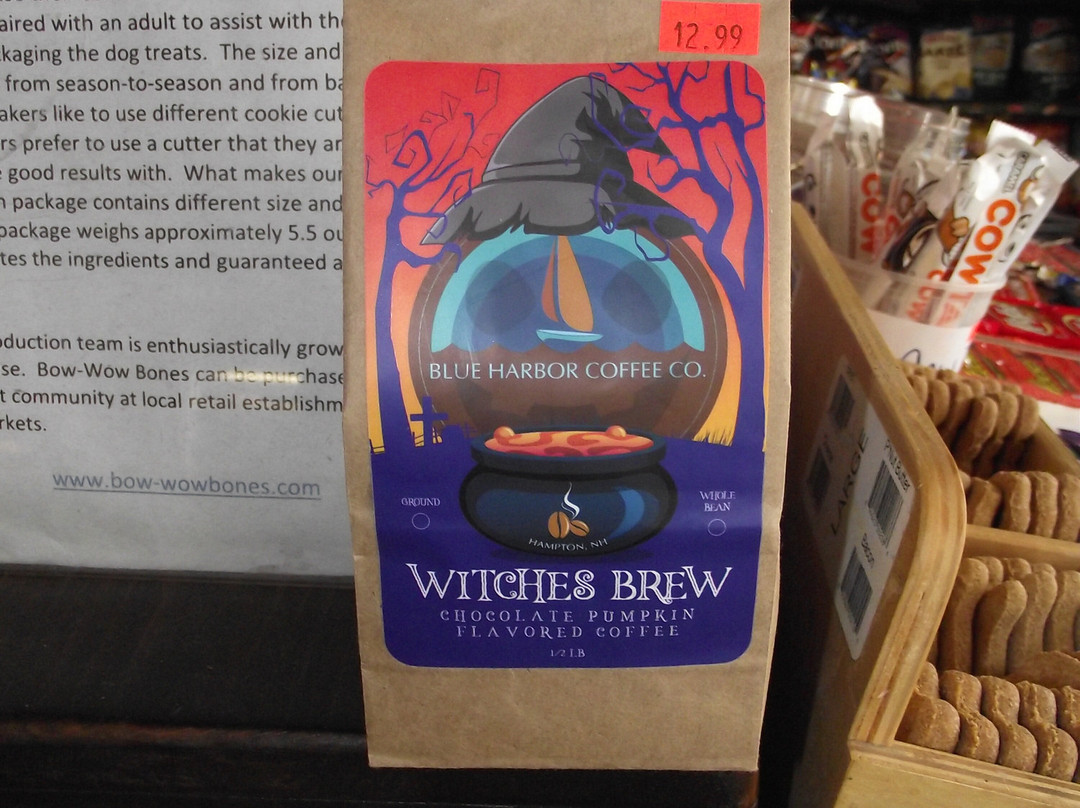 aired with an adult to assist with the
kaging the dog treats. The size and
from season-to-season and from ba
akers like to use different cookie cut
rs prefer to use a cutter that they ar
good results with. What makes our
package contains different size and
package weighs approximately 5.5 ou
tes the ingredients and guaranteed a
duction team is enthusiastically grow
se. Bow-Wow Bones can be purchase
t community at local retail establishm
rkets.
www.bow-wowbones.com
12.99
BLUE HARBOR COFFEE CO.
GROUND
WHOLE
BEAN
HAMPTON, NH
WITCHES BREW
CHOCOLATE PUMPKIN
FLAVORED COFFEE
1/2 LB
COW
LARGE
Bacon